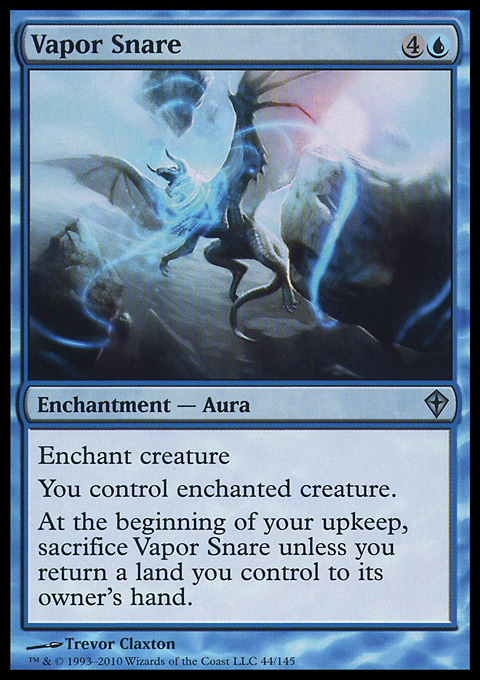 Vapor Snare 4
Enchantment — Aura
Enchant creature
You control enchanted creature.
At the beginning of your upkeep,
sacrifice Vapor Snare unless you
return a land you control to its
owner's hand.
Trevor Claxton
™ & © 1993–2010 Wizards of the Coast LLC 44/145